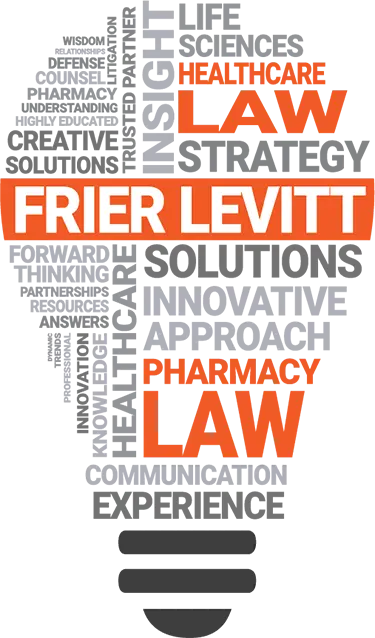 WISDOM
RELATIONSHIPS
DEFENSE
COUNSEL
PHARMACY
UNDERSTANDING
HIGHLY EDUCATED
CREATIVE
SOLUTIONS
LITIGATION
TRUSTED PARTNER
INSIGHT
LIFE
SCIENCES
HEALTHCARE
LAW
STRATEGY
FRIER LEVITT
FORWARD
THINKING
PARTNERSHIPS
RESOURCES
ANSWERS
DYNAMIC
TRENDS
PROFESSIONAL
INNOVATION
KNOWLEDGE
HEALTHCARE
SOLUTIONS
INNOVATIVE
APPROACH
PHARMACY
LAW
COMMUNICATION
EXPERIENCE